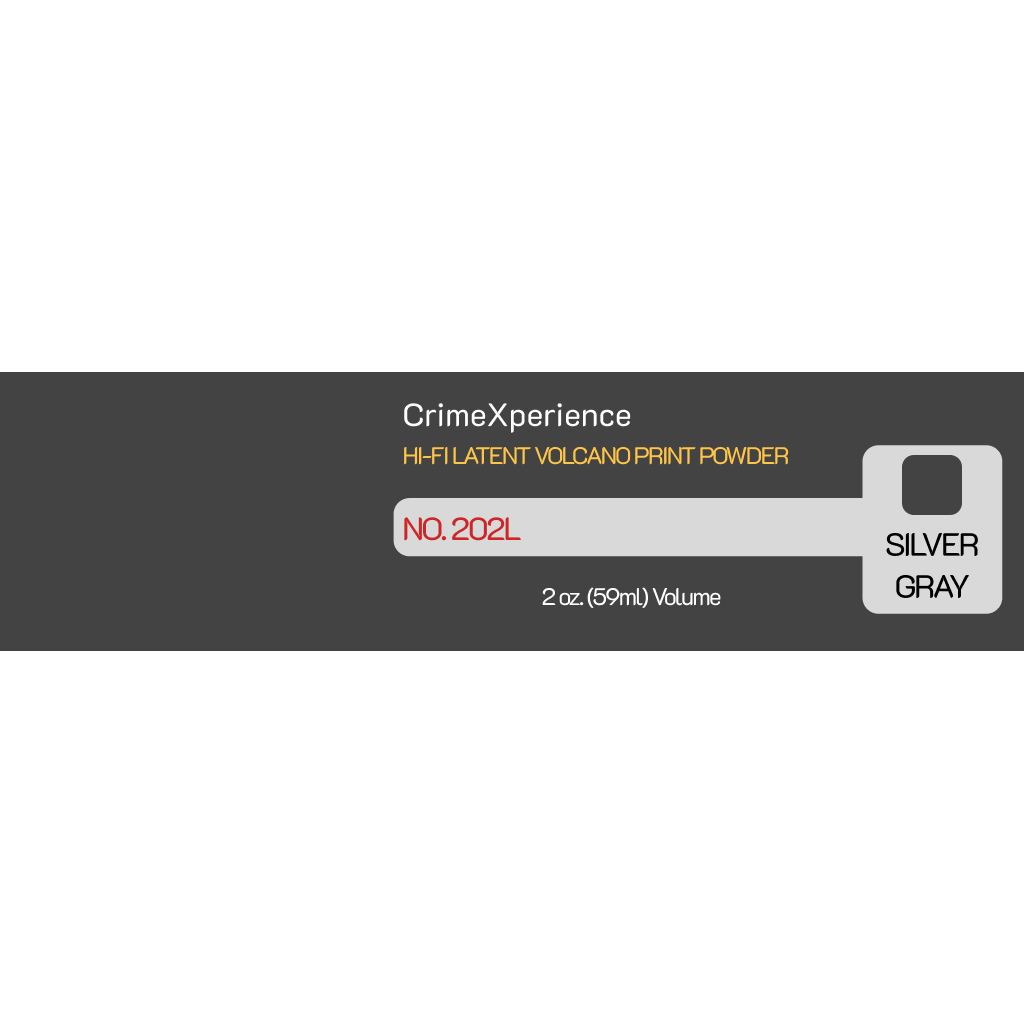 CrimeXperience
HI-FI LATENT VOLCANO PRINT POWDER
NO. 202L
SILVER
GRAY
2 oz. (59ml) Volume